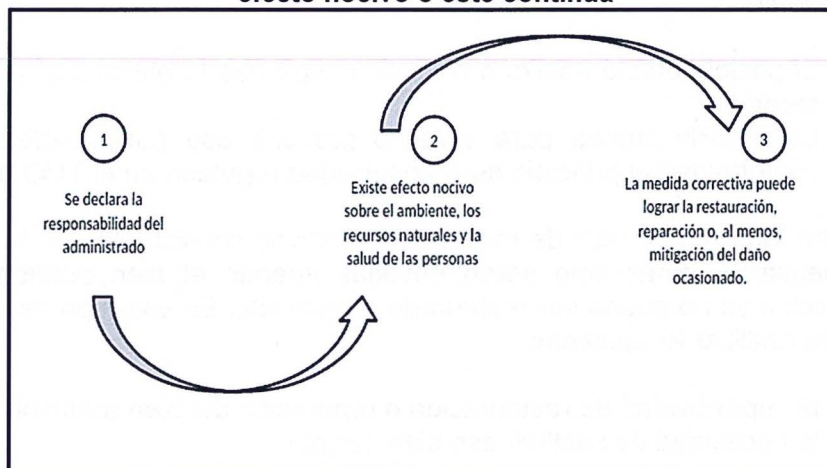 efecto nocivo o este continúa
1
Se declara la
responsabilidad del
administrado
2
Existe efecto nocivo
sobre el ambiente, los
recursos naturales y la
salud de las personas
3
La medida correctiva puede
lograr la restauración,
reparación o, al menos,
mitigación del daño
ocasionado.